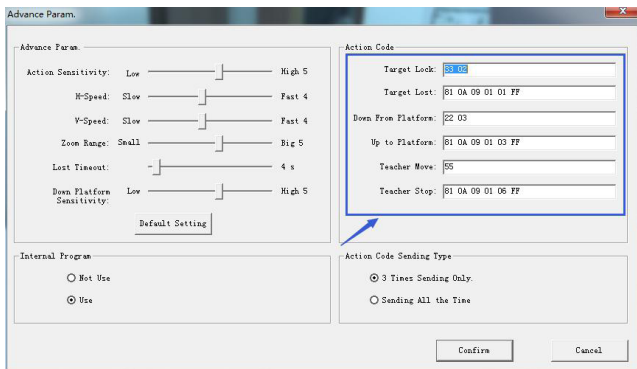 Advance Param.
Advance Param.
Action Sensitivity: Low High 5
H-Speed: Slow Fast 4
V-Speed: Slow Fast 4
Zoom Range: Small Big 5
Lost Timeout: 4 s
Down Platform Sensitivity: Low High 5
Default Setting
Action Code
Target Lock: 33 02
Target Lost: 81 0A 09 01 01 FF
Down From Platform: 22 03
Up to Platform: 81 0A 09 01 03 FF
Teacher Move: 55
Teacher Stop: 81 0A 09 01 06 FF
Internal Program
Not Use
Use
Action Code Sending Type
3 Times Sending Only.
Sending All the Time
Confirm Cancel